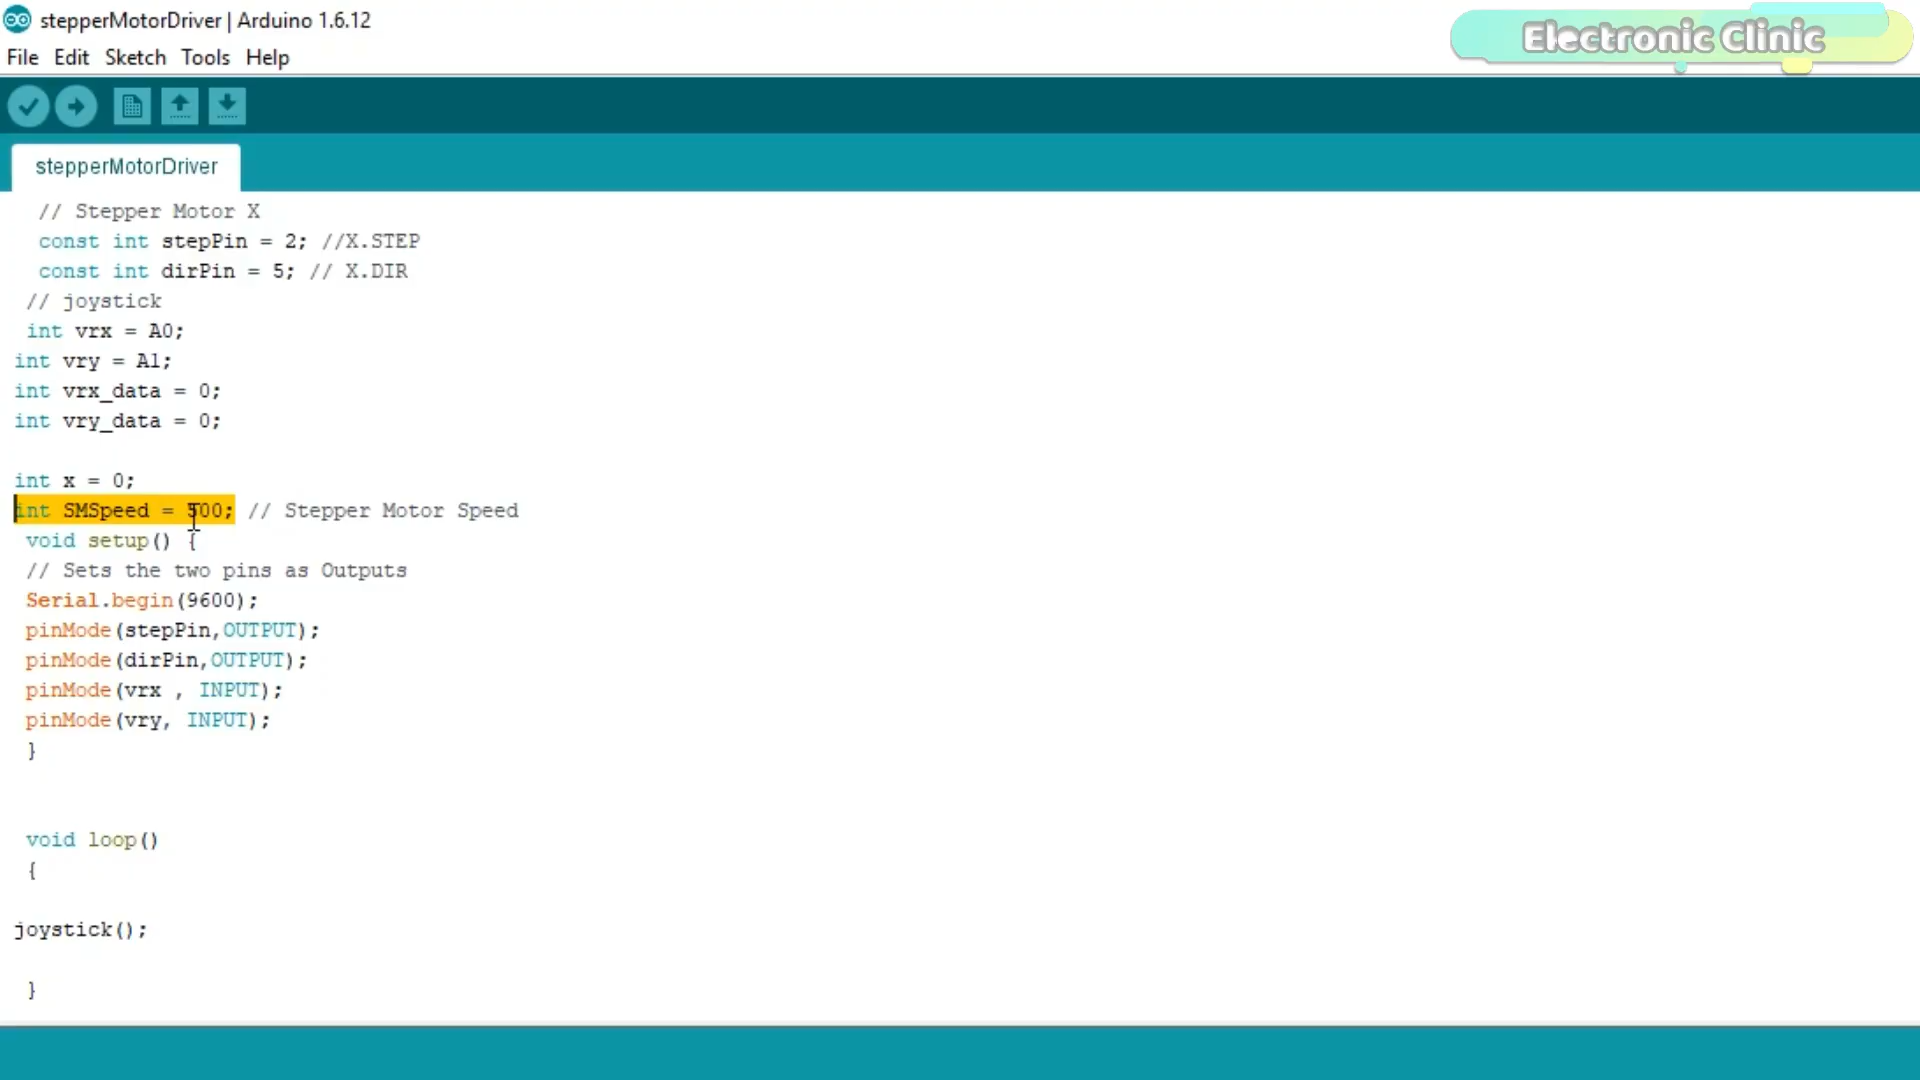 stepperMotorDriver | Arduino 1.6.12
Electronic Clinic
File Edit Sketch Tools Help
stepperMotorDriver
// Stepper Motor X
const int stepPin = 2; //X.STEP
const int dirPin = 5; // X.DIR
// joystick
int vrx = A0;
int vry = A1;
int vrx_data = 0;
int vry_data = 0;
int x = 0;
int SMSpeed = 500; // Stepper Motor Speed
void setup() {
// Sets the two pins as Outputs
Serial.begin(9600);
pinMode(stepPin,OUTPUT);
pinMode(dirPin,OUTPUT);
pinMode(vrx , INPUT);
pinMode(vry, INPUT);
}
void loop()
{
joystick();
}